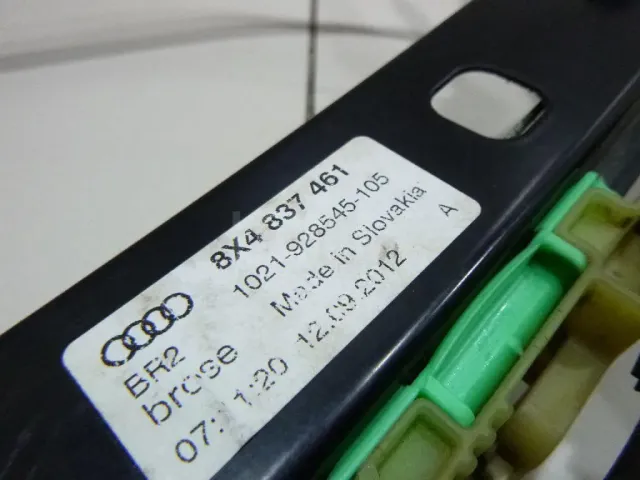 8X4 837 461
1021-928545-105
Made in Slovakia
A
BR2
brose
12.09.2012